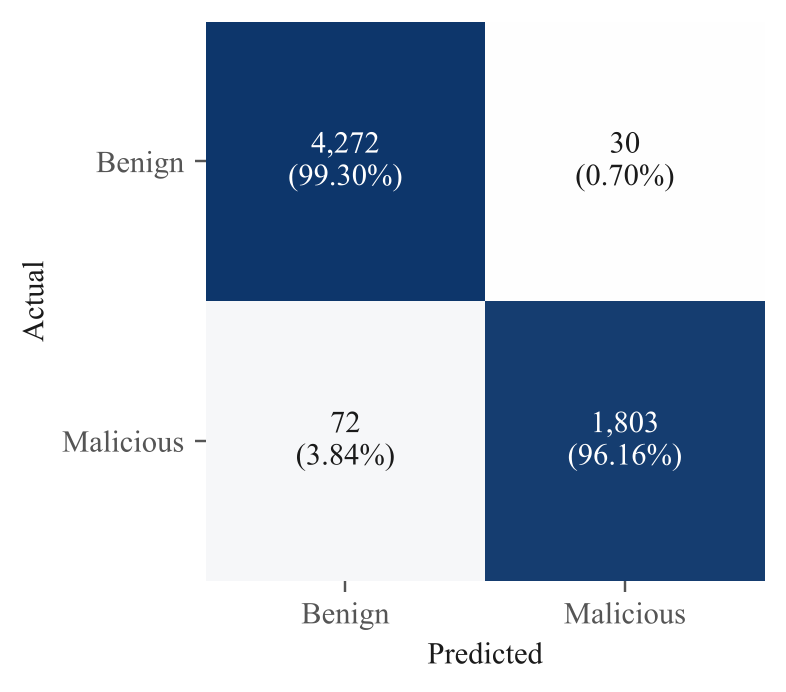 Actual
Benign
4,272
(99.30%)
30
(0.70%)
Malicious
72
(3.84%)
1,803
(96.16%)
Benign
Malicious
Predicted